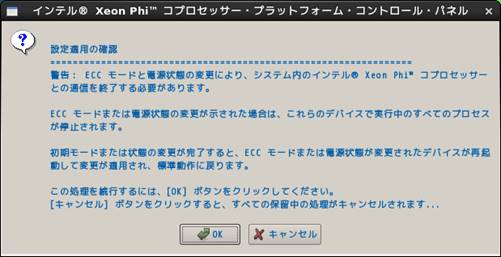 インテル® Xeon Phi™ コプロセッサー・プラットフォーム・コントロール・パネル
設定適用の確認
==================================================================
警告： ECC モードと電源状態の変更により、システム内のインテル® Xeon Phi™ コプロセッサー
との通信を終了する必要があります。
ECC モードまたは電源状態の変更が示された場合は、これらのデバイスで実行中のすべてのプロセス
が停止されます。
初期モードまたは状態の変更が完了すると、ECC モードまたは電源状態が変更されたデバイスが再起
動して変更が適用され、標準動作に戻ります。
この処理を続行するには、[OK] ボタンをクリックしてください。
[キャンセル] ボタンをクリックすると、すべての保留中の処理がキャンセルされます...
OK キャンセル